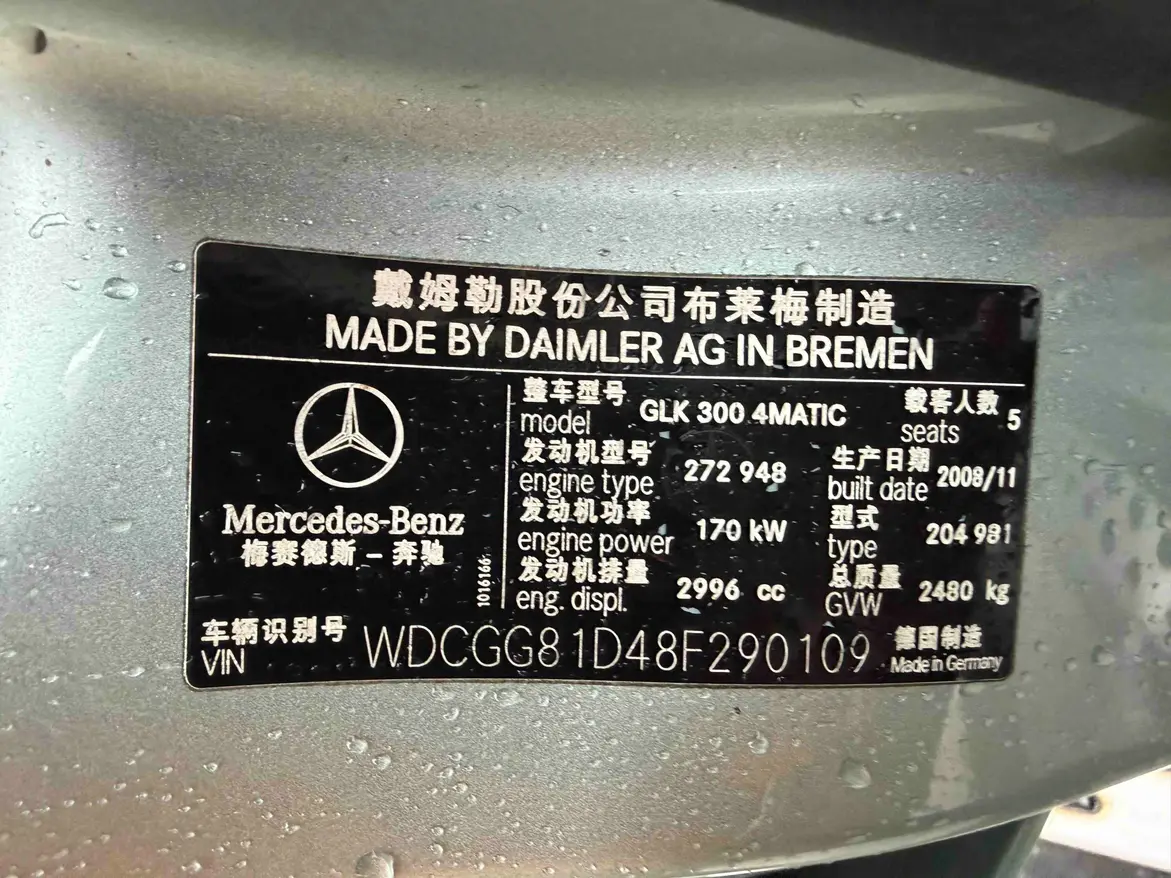 戴姆勒股份公司布莱梅制造
MADE BY DAIMLER AG IN BREMEN
Mercedes-Benz
梅赛德斯－奔驰
1016166
整车型号
model
GLK 300 4MATIC
载客人数
seats
5
发动机型号
engine type
272 948
生产日期
built date
2008/11
发动机功率
engine power
170 kW
型式
type
204 981
发动机排量
eng. displ.
2996 cc
总质量
GVW
2480 kg
车辆识别号
VIN
WDCGG81D48F290109
德国制造
Made in Germany